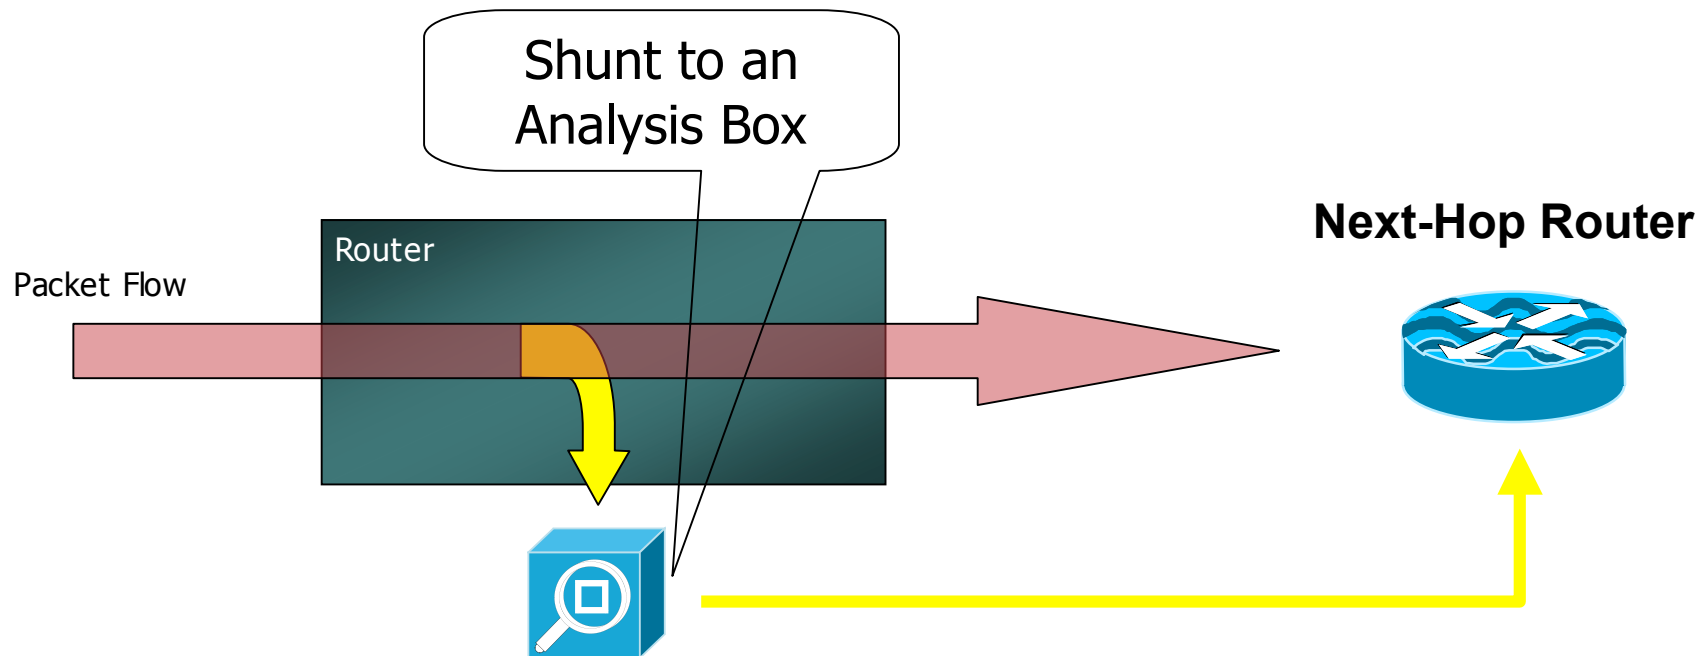 Shunt to an
Analysis Box
Router
Next-Hop Router
Packet Flow